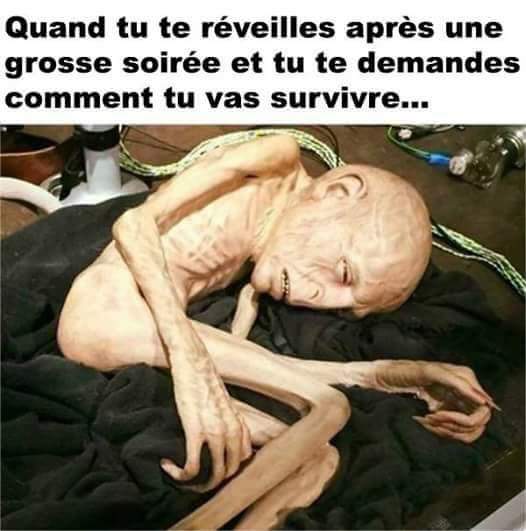 Quand tu te réveilles après une
grosse soirée et tu te demandes
comment tu vas survivre...